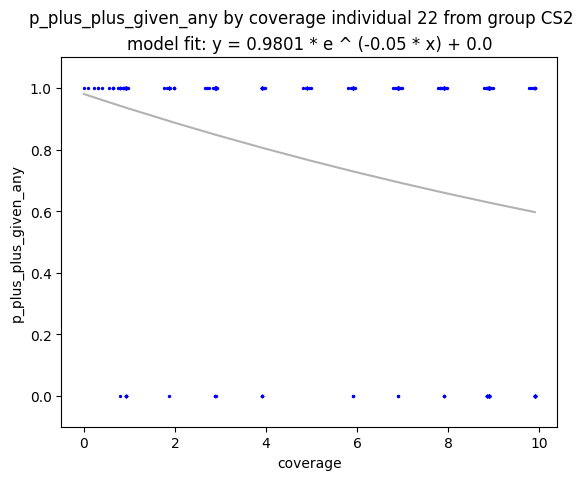 p_plus_plus_given_any by coverage individual 22 from group CS2
model fit: y = 0.9801 * e ^ (-0.05 * x) + 0.0
1.0
0.8
0.6
0.4
0.2
0.0
p_plus_plus_given_any
0 2 4 6 8 10
coverage